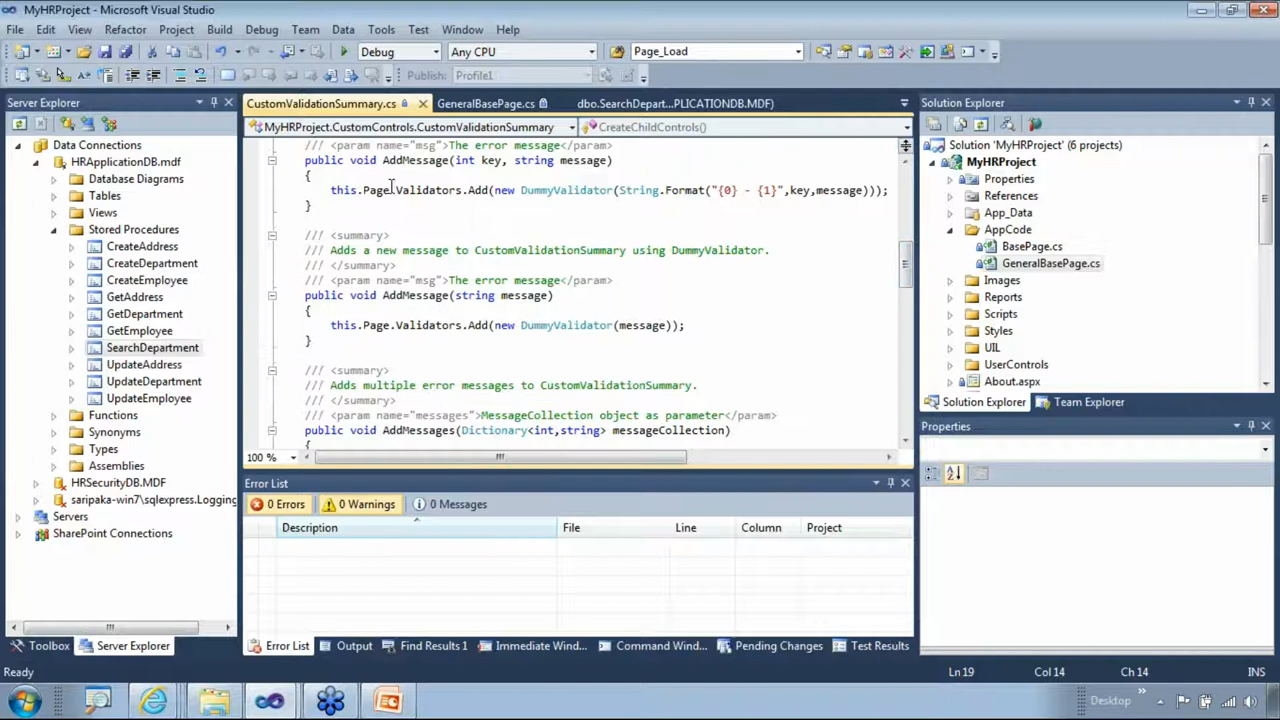 MyHRProject - Microsoft Visual Studio
File Edit View Refactor Project Build Debug Team Data Tools Test Window Help
Debug Any CPU Page_Load
Publish: Profile1
Server Explorer
Data Connections
HRApplicationDB.mdf
Database Diagrams
Tables
Views
Stored Procedures
CreateAddress
CreateDepartment
CreateEmployee
GetAddress
GetDepartment
GetEmployee
SearchDepartment
UpdateAddress
UpdateDepartment
UpdateEmployee
Functions
Synonyms
Types
Assemblies
HRSecurityDB.MDF
saripaka-win7\sqlexpress.Logging
Servers
SharePoint Connections
Toolbox Server Explorer
CustomValidationSummary.cs GeneralBasePage.cs dbo.SearchDepart...PLICATIONDB.MDF)
MyHRProject.CustomControls.CustomValidationSummary CreateChildControls()
/// <param name="msg">The error message</param>
public void AddMessage(int key, string message)
{
this.Page.Validators.Add(new DummyValidator(String.Format("{0} - {1}",key,message)));
}
/// <summary>
/// Adds a new message to CustomValidationSummary using DummyValidator.
/// </summary>
/// <param name="msg">The error message</param>
public void AddMessage(string message)
{
this.Page.Validators.Add(new DummyValidator(message));
}
/// <summary>
/// Adds multiple error messages to CustomValidationSummary.
/// </summary>
/// <param name="messages">MessageCollection object as parameter</param>
public void AddMessages(Dictionary<int,string> messageCollection)
{
100 %
Error List
0 Errors 0 Warnings 0 Messages
Description File Line Column Project
Error List Output Find Results 1 Immediate Wind... Command Wind... Pending Changes Test Results
Solution Explorer
Solution 'MyHRProject' (6 projects)
MyHRProject
Properties
References
App_Data
AppCode
BasePage.cs
GeneralBasePage.cs
Images
Reports
Scripts
Styles
UIL
UserControls
About.aspx
Solution Explorer Team Explorer
Properties
Ready Ln 19 Col 14 Ch 14 INS
Desktop